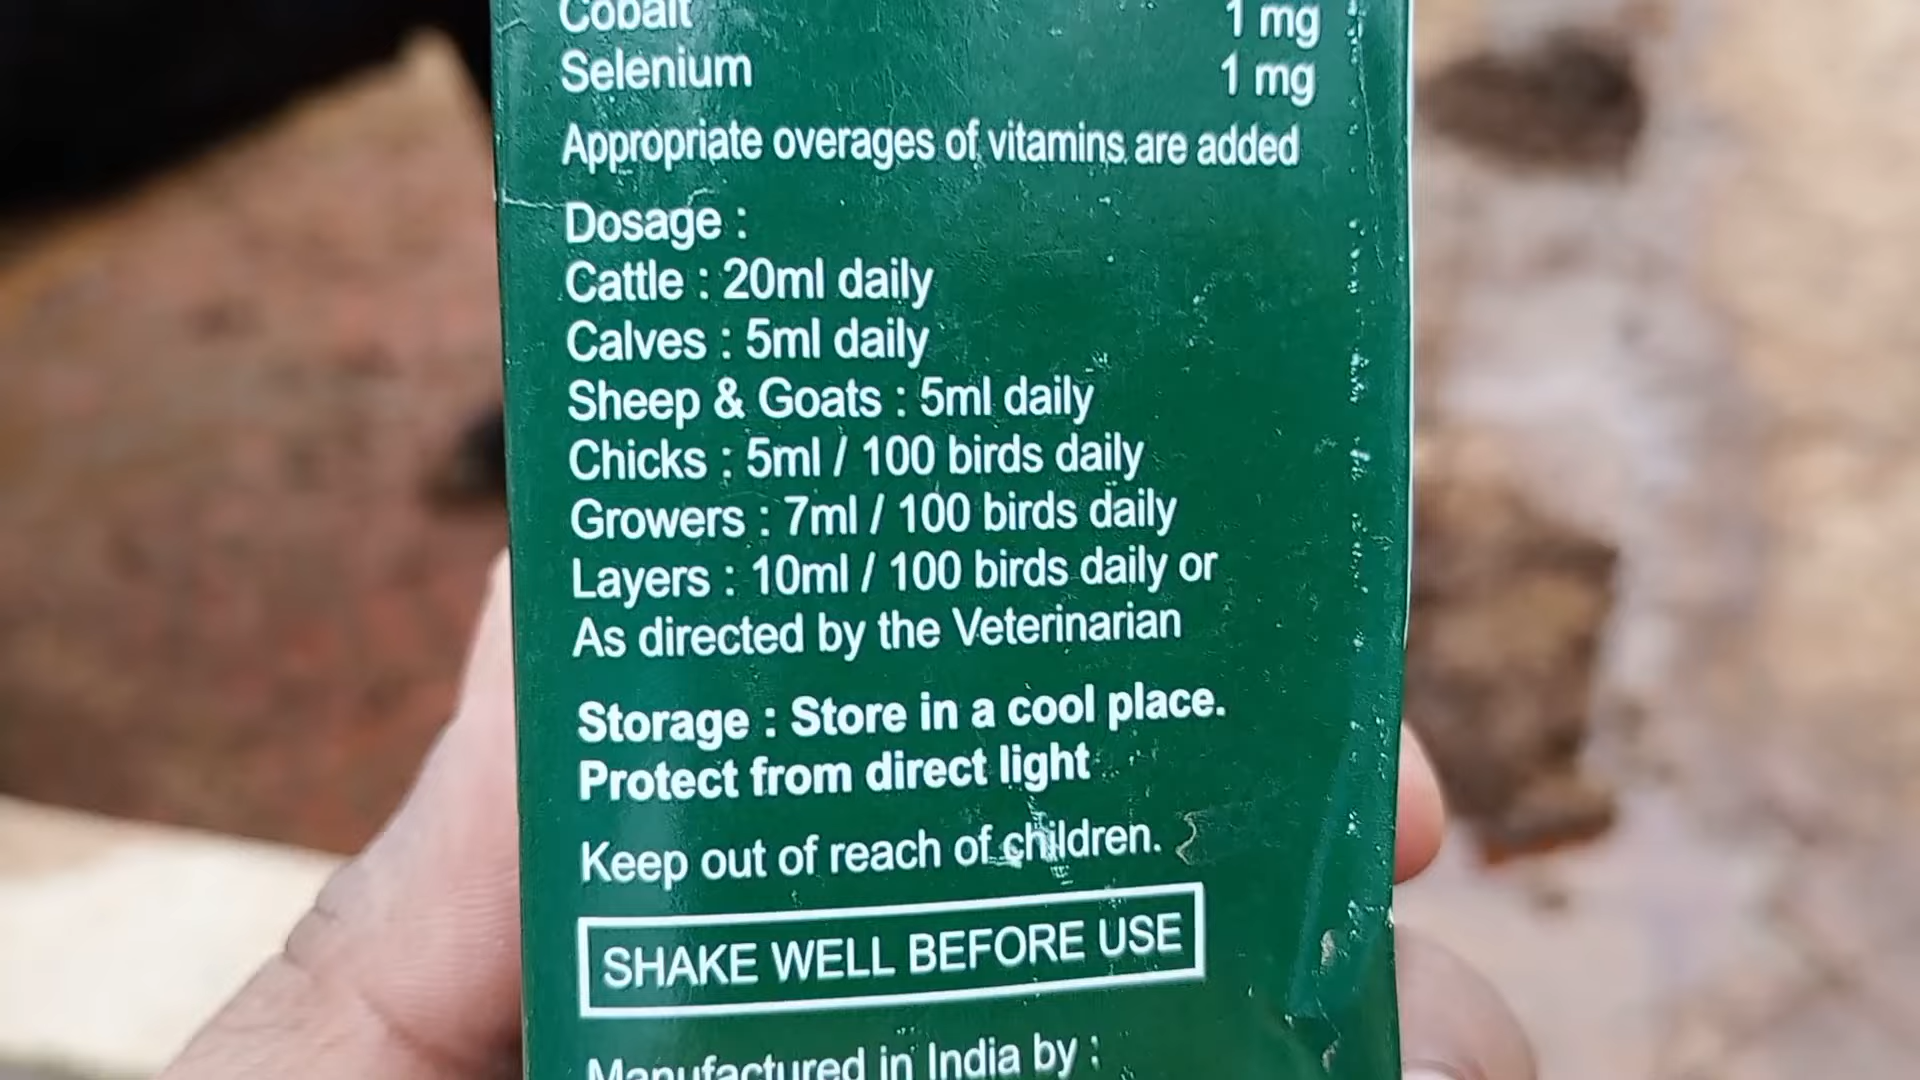 Cobalt 1 mg
Selenium 1 mg
Appropriate overages of vitamins are added
Dosage :
Cattle : 20ml daily
Calves : 5ml daily
Sheep & Goats : 5ml daily
Chicks : 5ml / 100 birds daily
Growers : 7ml / 100 birds daily
Layers : 10ml / 100 birds daily or
As directed by the Veterinarian
Storage : Store in a cool place.
Protect from direct light
Keep out of reach of children.
SHAKE WELL BEFORE USE
Manufactured in India by :